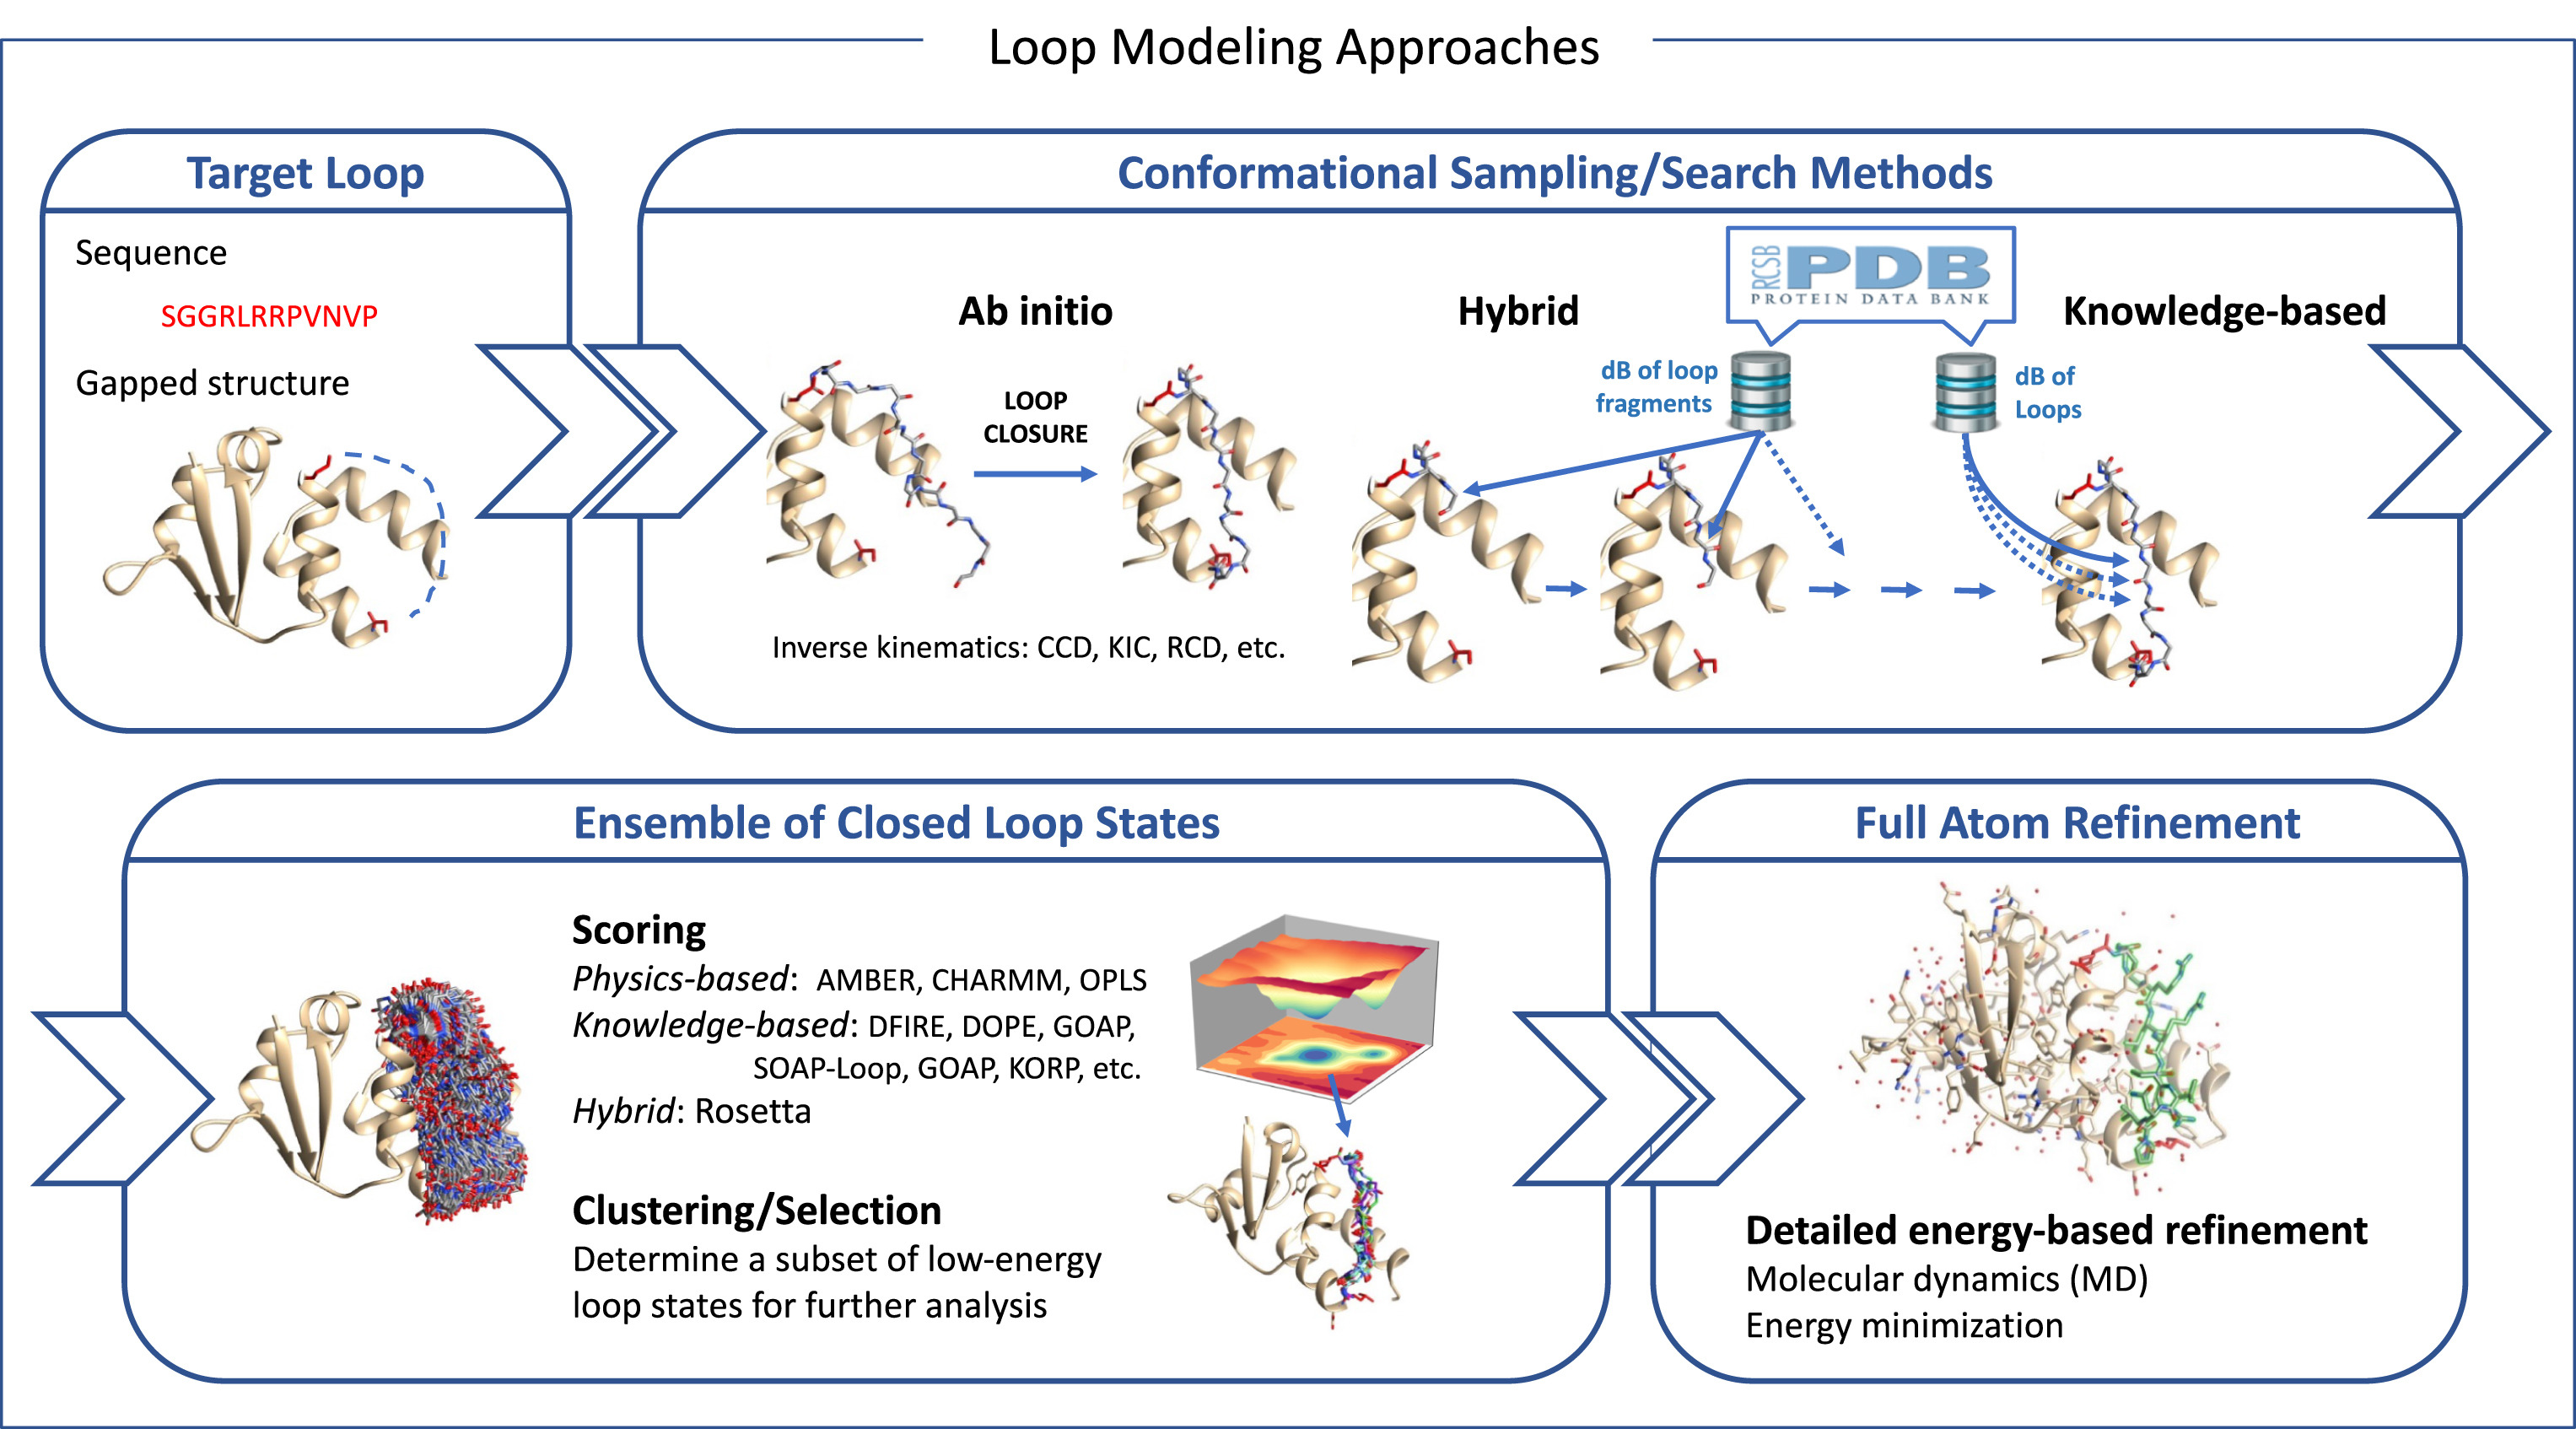 Loop Modeling Approaches
Target Loop
Sequence
SGGRLRRPVNVP
Gapped structure
Conformational Sampling/Search Methods
Ab initio
LOOP
CLOSURE
Inverse kinematics: CCD, KIC, RCD, etc.
Hybrid
RCSB
PDB
PROTEIN DATA BANK
Knowledge-based
dB of loop
fragments
dB of
Loops
Ensemble of Closed Loop States
Scoring
Physics-based: AMBER, CHARMM, OPLS
Knowledge-based: DFIRE, DOPE, GOAP,
SOAP-Loop, GOAP, KORP, etc.
Hybrid: Rosetta
Clustering/Selection
Determine a subset of low-energy
loop states for further analysis
Full Atom Refinement
Detailed energy-based refinement
Molecular dynamics (MD)
Energy minimization